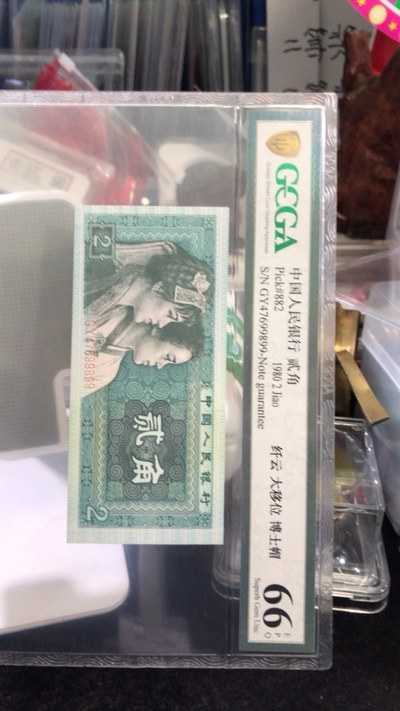 GCGA
中国人民银行 贰角
Pick#882
1980 2 Jiao
S/N GY47699899-Note guarantee
纤云 大移位 博士帽
66
E
P
Q
Superb Gem Unc
2
中国人民银行
贰角
2